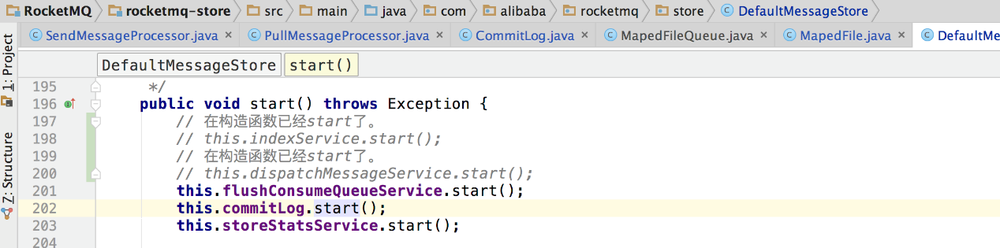 RocketMQ rocketmq-store src main java com alibaba rocketmq store DefaultMessageStore
SendMessageProcessor.java PullMessageProcessor.java CommitLog.java MapedFileQueue.java MapedFile.java DefaultMe
1: Project
Z: Structure
DefaultMessageStore start()
195 */
196 public void start() throws Exception {
197 // 在构造函数已经start了。
198 // this.indexService.start();
199 // 在构造函数已经start了。
200 // this.dispatchMessageService.start();
201 this.flushConsumeQueueService.start();
202 this.commitLog.start();
203 this.storeStatsService.start();
204